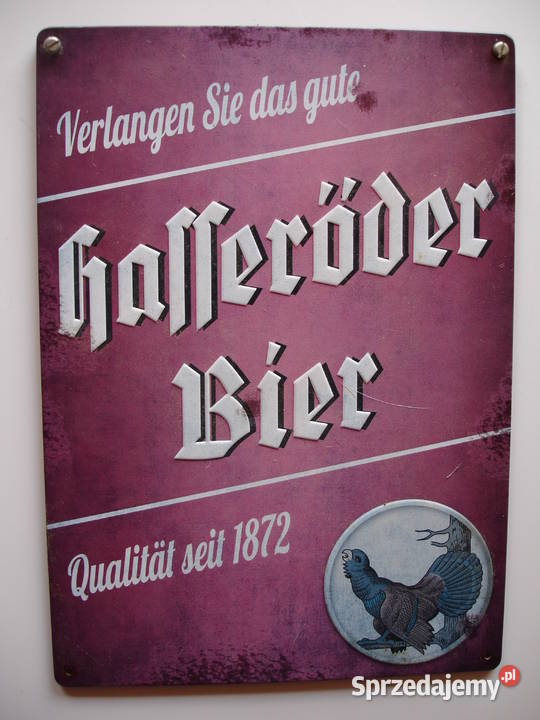 Verlangen Sie das gute
Hasseröder
Bier
Qualität seit 1872
Sprzedajemy.pl